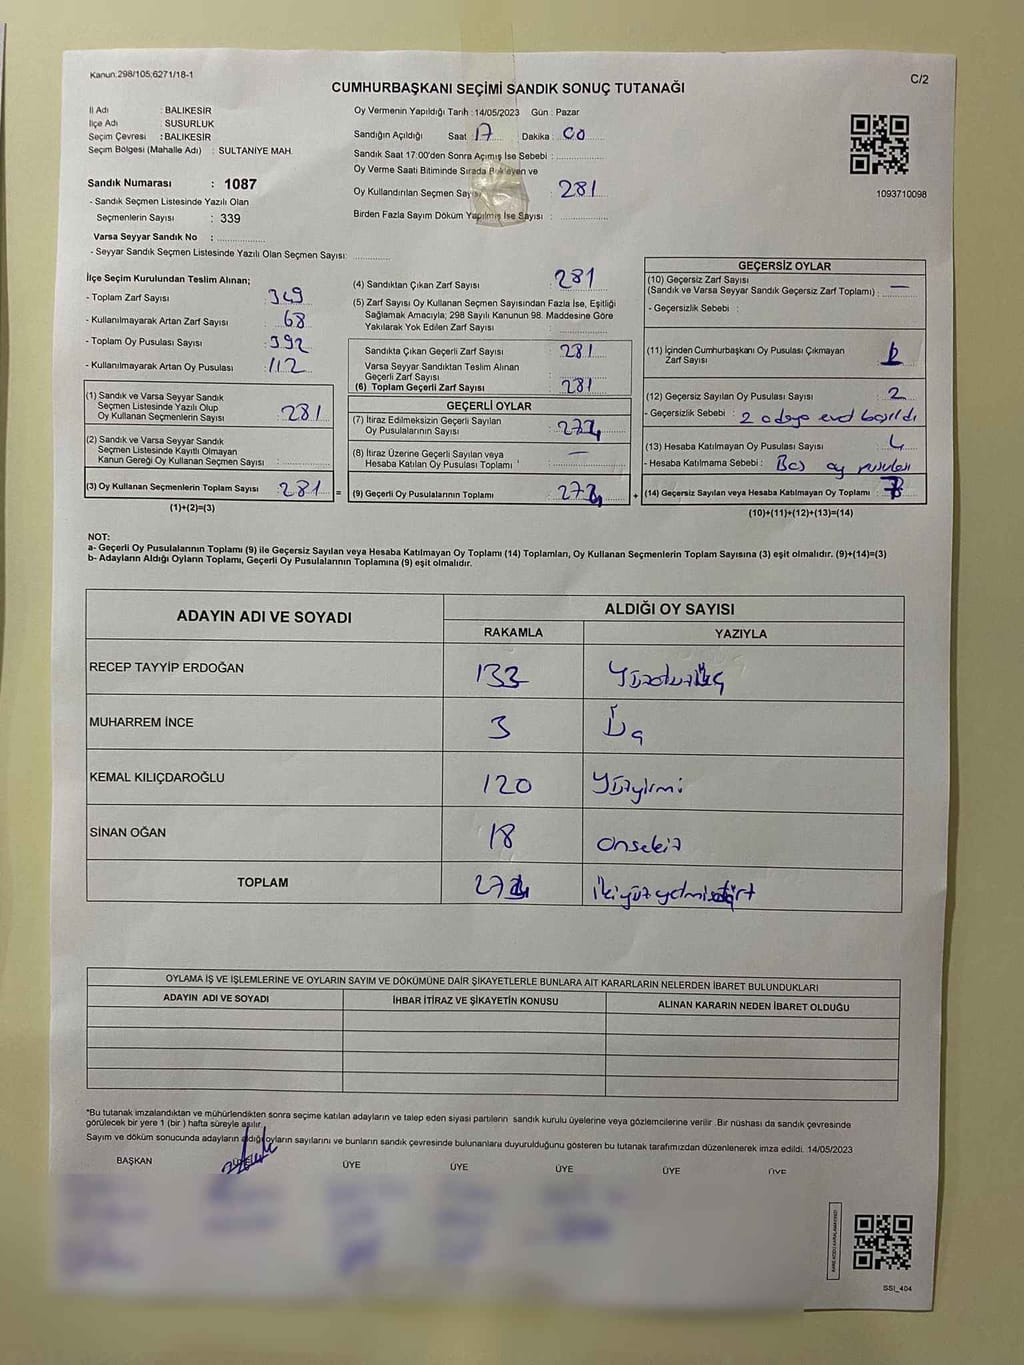 Kanun: 298/105;6271/18-1
C/2
CUMHURBAŞKANI SEÇİMİ SANDIK SONUÇ TUTANAĞI
İl Adı : BALIKESİR
İlçe Adı : SUSURLUK
Seçim Çevresi : BALIKESİR
Seçim Bölgesi (Mahalle Adı) : SULTANİYE MAH.
Sandık Numarası : 1087
- Sandık Seçmen Listesinde Yazılı Olan
Seçmenlerin Sayısı : 339
Varsa Seyyar Sandık No :
- Seyyar Sandık Seçmen Listesinde Yazılı Olan Seçmen Sayısı:
Oy Vermenin Yapıldığı Tarih : 14/05/2023 Gün : Pazar
Sandığın Açıldığı Saat 17 Dakika 00
Sandık Saat 17:00'den Sonra Açımış İse Sebebi :
Oy Verme Saati Bitiminde Sırada Bekleyen ve
Oy Kullandırılan Seçmen Sayısı 281
Birden Fazla Sayım Döküm Yapılmış İse Sayısı :
1093710098
İlçe Seçim Kurulundan Teslim Alınan;
- Toplam Zarf Sayısı 349
- Kullanılmayarak Artan Zarf Sayısı 68
- Toplam Oy Pusulası Sayısı 392
- Kullanılmayarak Artan Oy Pusulası 112
(1) Sandık ve Varsa Seyyar Sandık
Seçmen Listesinde Yazılı Olup
Oy Kullanan Seçmenlerin Sayısı : 281
(2) Sandık ve Varsa Seyyar Sandık
Seçmen Listesinde Kayıtlı Olmayan
Kanun Gereği Oy Kullanan Seçmen Sayısı :
(3) Oy Kullanan Seçmenlerin Toplam Sayısı : 281 =
(1)+(2)=(3)
(4) Sandıktan Çıkan Zarf Sayısı : 281
(5) Zarf Sayısı Oy Kullanan Seçmen Sayısından Fazla İse, Eşitliği
Sağlamak Amacıyla; 298 Sayılı Kanunun 98. Maddesine Göre
Yakılarak Yok Edilen Zarf Sayısı :
Sandıkta Çıkan Geçerli Zarf Sayısı : 281
Varsa Seyyar Sandıktan Teslim Alınan
Geçerli Zarf Sayısı
(6) Toplam Geçerli Zarf Sayısı : 281
GEÇERLİ OYLAR
(7) İtiraz Edilmeksizin Geçerli Sayılan
Oy Pusulalarının Sayısı : 274
(8) İtiraz Üzerine Geçerli Sayılan veya
Hesaba Katılan Oy Pusulası Toplamı : —
(9) Geçerli Oy Pusulalarının Toplamı : 274 +
GEÇERSİZ OYLAR
(10) Geçersiz Zarf Sayısı
(Sandık ve Varsa Seyyar Sandık Geçersiz Zarf Toplamı) : —
- Geçersizlik Sebebi :
(11) İçinden Cumhurbaşkanı Oy Pusulası Çıkmayan
Zarf Sayısı
(12) Geçersiz Sayılan Oy Pusulası Sayısı : 2
- Geçersizlik Sebebi : 2 adaya evet basıldı
(13) Hesaba Katılmayan Oy Pusulası Sayısı : 4
- Hesaba Katılmama Sebebi : Boş oy pusulası
(14) Geçersiz Sayılan veya Hesaba Katılmayan Oy Toplamı :
(10)+(11)+(12)+(13)=(14)
NOT:
a- Geçerli Oy Pusulalarının Toplamı (9) ile Geçersiz Sayılan veya Hesaba Katılmayan Oy Toplamı (14) Toplamları, Oy Kullanan Seçmenlerin Toplam Sayısına (3) eşit olmalıdır. (9)+(14)=(3)
b- Adayların Aldığı Oyların Toplamı, Geçerli Oy Pusulalarının Toplamına (9) eşit olmalıdır.
ADAYIN ADI VE SOYADI
ALDIĞI OY SAYISI
RAKAMLA YAZIYLA
RECEP TAYYİP ERDOĞAN 133 Yüzotuzüç
MUHARREM İNCE 3 Üç
KEMAL KILIÇDAROĞLU 120 Yüzyirmi
SİNAN OĞAN 18 onsekiz
TOPLAM 274 İkiyüzyetmişdört
OYLAMA İŞ VE İŞLEMLERİNE VE OYLARIN SAYIM VE DÖKÜMÜNE DAİR ŞİKAYETLERLE BUNLARA AİT KARARLARIN NELERDEN İBARET BULUNDUKLARI
ADAYIN ADI VE SOYADI İHBAR İTİRAZ VE ŞİKAYETİN KONUSU ALINAN KARARIN NEDEN İBARET OLDUĞU
*Bu tutanak imzalandıktan ve mühürlendikten sonra seçime katılan adayların ve talep eden siyasi partilerin sandık kurulu üyelerine veya gözlemcilerine verilir. Bir nüshası da sandık çevresinde
görülecek bir yere 1 (bir ) hafta süreyle asılır.
Sayım ve döküm sonucunda adayların aldığı oyların sayılarını ve bunların sandık çevresinde bulunanlara duyurulduğunu gösteren bu tutanak tarafımızdan düzenlenerek imza edildi. 14/05/2023
BAŞKAN ÜYE ÜYE ÜYE ÜYE ÜYE
SSI_404